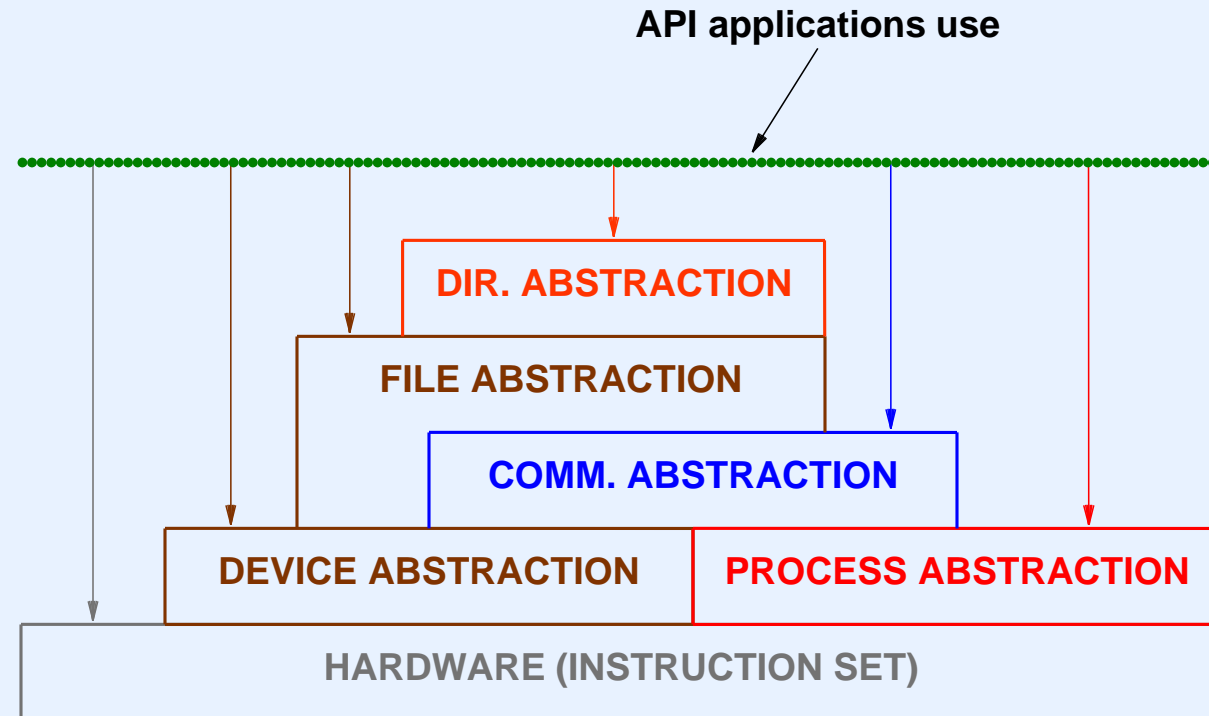 API applications use
DIR. ABSTRACTION
FILE ABSTRACTION
COMM. ABSTRACTION
DEVICE ABSTRACTION
PROCESS ABSTRACTION
HARDWARE (INSTRUCTION SET)